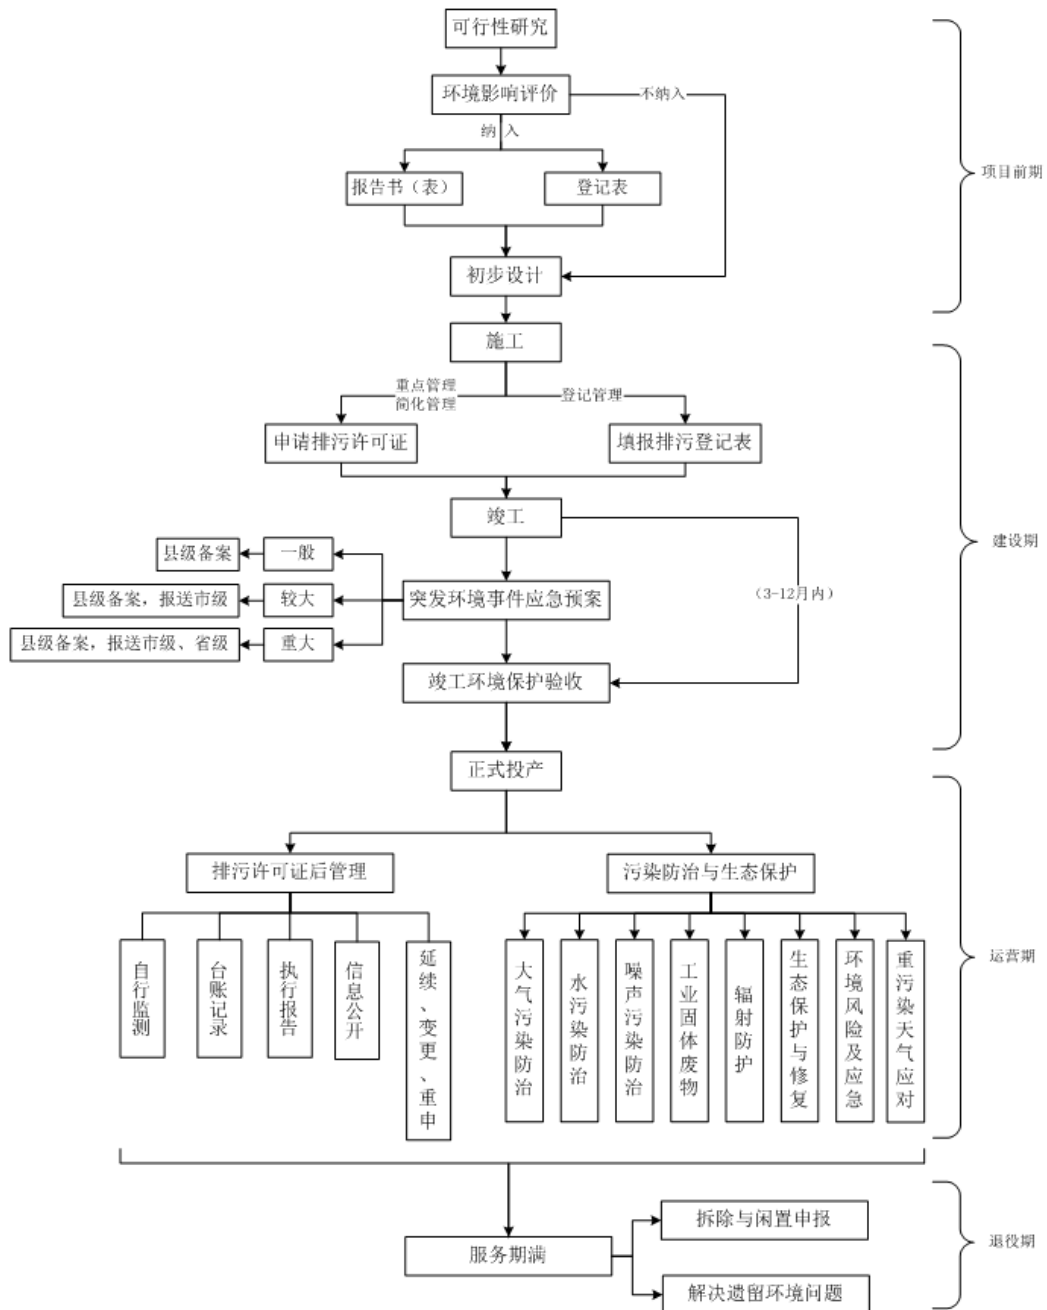 可行性研究
环境影响评价
不纳入
纳入
报告书（表）
登记表
初步设计
项目前期
施工
重点管理
简化管理
登记管理
申请排污许可证
填报排污登记表
竣工
县级备案
一般
县级备案，报送市级
较大
突发环境事件应急预案
（3-12月内）
县级备案，报送市级、省级
重大
竣工环境保护验收
建设期
正式投产
排污许可证后管理
污染防治与生态保护
自行监测
台账记录
执行报告
信息公开
延续、变更、重申
大气污染防治
水污染防治
噪声污染防治
工业固体废物
辐射防护
生态保护与修复
环境风险及应急
重污染天气应对
运营期
服务期满
拆除与闲置申报
解决遗留环境问题
退役期